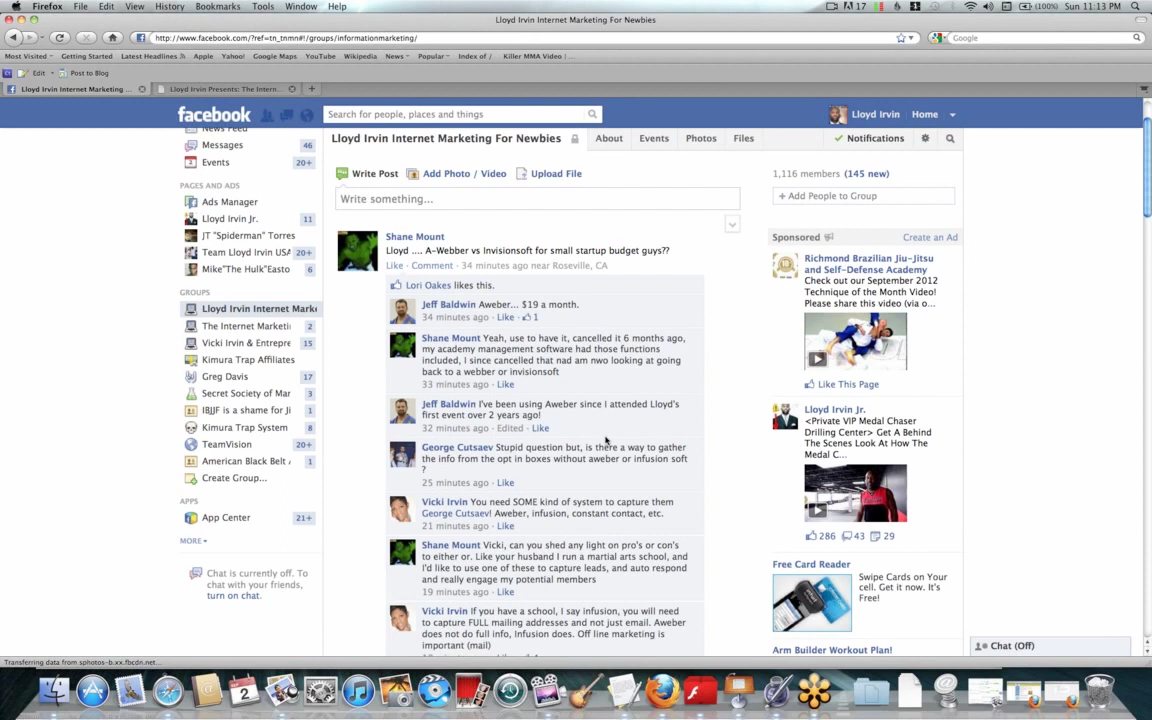 Firefox File Edit View History Bookmarks Tools Window Help
17 (100%) Sun 11:13 PM
Lloyd Irvin Internet Marketing For Newbies
http://www.facebook.com/?ref=tn_tnmn#!/groups/informationmarketing/
Google
Most Visited Getting Started Latest Headlines Apple Yahoo! Google Maps YouTube Wikipedia News Popular Index of / Killer MMA Video | ...
Edit Post to Blog
Lloyd Irvin Internet Marketing ... Lloyd Irvin Presents: The Intern...
facebook
Search for people, places and things
Lloyd Irvin Home
News Feed
Messages 46
Events 20+
PAGES AND ADS
Ads Manager
Lloyd Irvin Jr. 11
JT "Spiderman" Torres
Team Lloyd Irvin USA 20+
Mike"The Hulk"Easto 6
GROUPS
Lloyd Irvin Internet Marke
The Internet Marketi 2
Vicki Irvin & Entrepre 15
Kimura Trap Affiliates
Greg Davis 17
Secret Society of Mar 3
IBJJF is a shame for Ji 1
Kimura Trap System 8
TeamVision 20+
American Black Belt 1
Create Group...
APPS
App Center 21+
MORE
Chat is currently off. To
chat with your friends,
turn on chat.
Lloyd Irvin Internet Marketing For Newbies About Events Photos Files Notifications
Write Post Add Photo / Video Upload File
Write something...
Shane Mount
Lloyd .... A-Webber vs Invisionsoft for small startup budget guys??
Like · Comment · 34 minutes ago near Roseville, CA
Lori Oakes likes this.
Jeff Baldwin Aweber... $19 a month.
34 minutes ago · Like · 1
Shane Mount Yeah, use to have it, cancelled it 6 months ago,
my academy management software had those functions
included, I since cancelled that nad am nwo looking at going
back to a webber or invisionsoft
33 minutes ago · Like
Jeff Baldwin I've been using Aweber since I attended Lloyd's
first event over 2 years ago!
32 minutes ago · Edited · Like
George Cutsaev Stupid question but, is there a way to gather
the info from the opt in boxes without aweber or infusion soft
?
25 minutes ago · Like
Vicki Irvin You need SOME kind of system to capture them
George Cutsaev! Aweber, infusion, constant contact, etc.
21 minutes ago · Like
Shane Mount Vicki, can you shed any light on pro's or con's
to either or. Like your husband I run a martial arts school, and
I'd like to use one of these to capture leads, and auto respond
and really engage my potential members
19 minutes ago · Like
Vicki Irvin If you have a school, I say infusion, you will need
to capture FULL mailing addresses and not just email. Aweber
does not do full info, Infusion does. Off line marketing is
important (mail)
1,116 members (145 new)
+ Add People to Group
Sponsored Create an Ad
Richmond Brazilian Jiu-Jitsu
and Self-Defense Academy
Check out our September 2012
Technique of the Month Video!
Please share this video (via o...
Like This Page
Lloyd Irvin Jr.
<Private VIP Medal Chaser
Drilling Center> Get A Behind
The Scenes Look At How The
Medal C...
286 43 29
Free Card Reader
Swipe Cards on Your
cell. Get it now. It's
Free!
Arm Builder Workout Plan!
Chat (Off)
Transferring data from sphotos-b.xx.fbcdn.net...
2